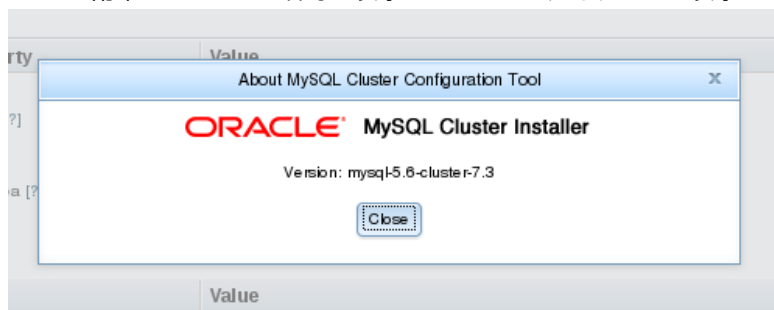 rty Value
About MySQL Cluster Configuration Tool x
?]
ORACLE® MySQL Cluster Installer
Version: mysql-5.6-cluster-7.3
a [?
Close
Value